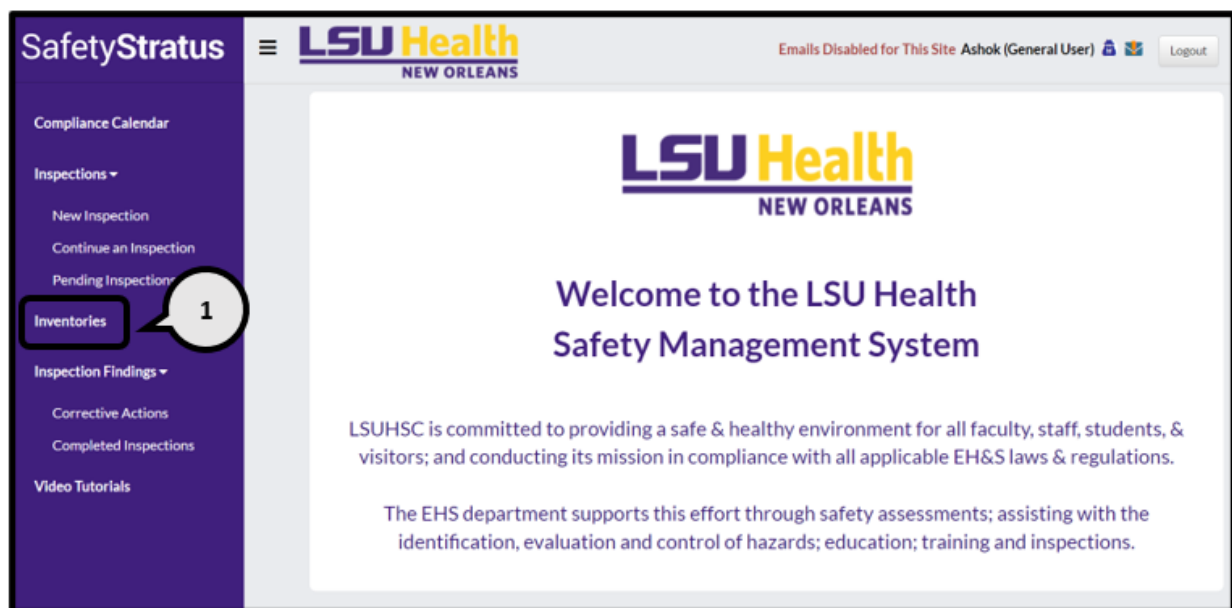 SafetyStratus
LSU Health
NEW ORLEANS
Emails Disabled for This Site Ashok (General User)
Logout
Compliance Calendar
Inspections
New Inspection
Continue an Inspection
Pending Inspections
Inventories
1
Inspection Findings
Corrective Actions
Completed Inspections
Video Tutorials
LSU Health
NEW ORLEANS
Welcome to the LSU Health
Safety Management System
LSUHSC is committed to providing a safe & healthy environment for all faculty, staff, students, &
visitors; and conducting its mission in compliance with all applicable EH&S laws & regulations.
The EHS department supports this effort through safety assessments; assisting with the
identification, evaluation and control of hazards; education; training and inspections.